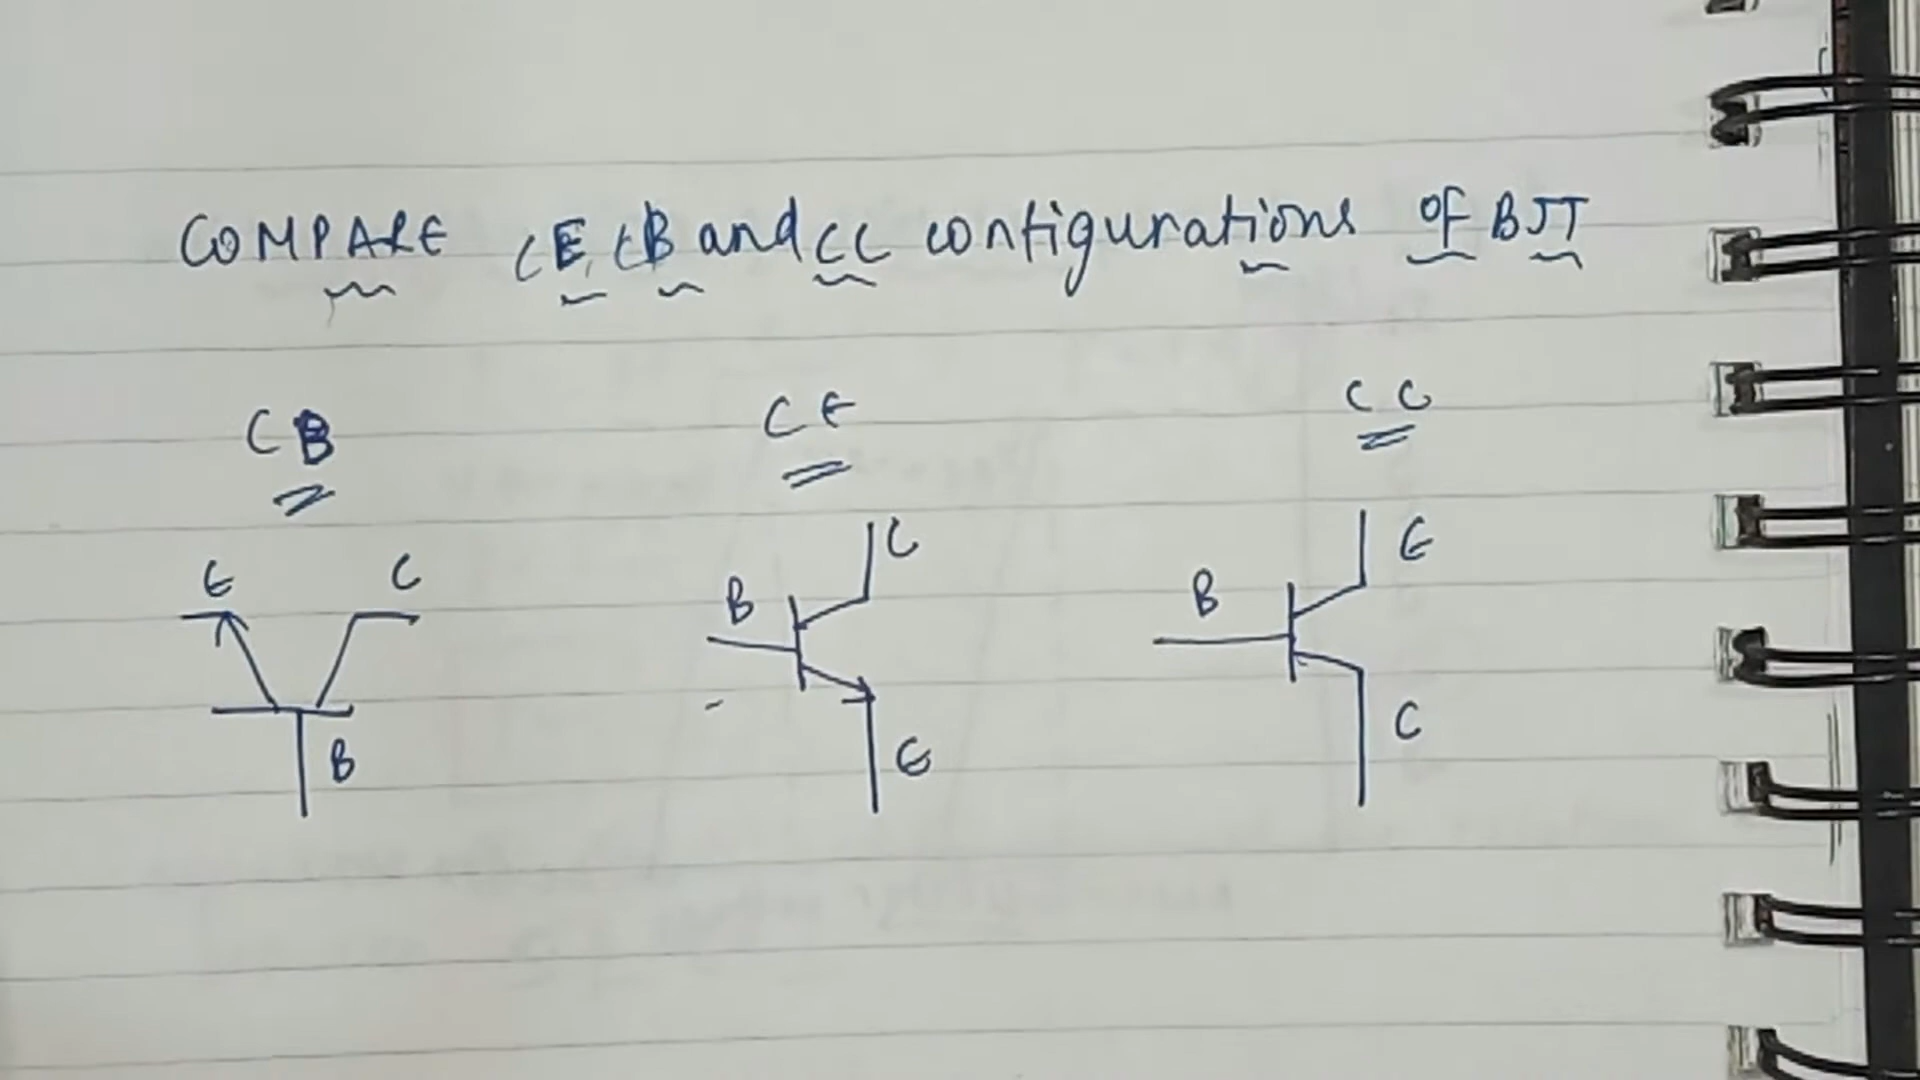 COMPARE CE, CB and CC configurations of BJT
CB CE CC
E C
B
B C
E
B E
C